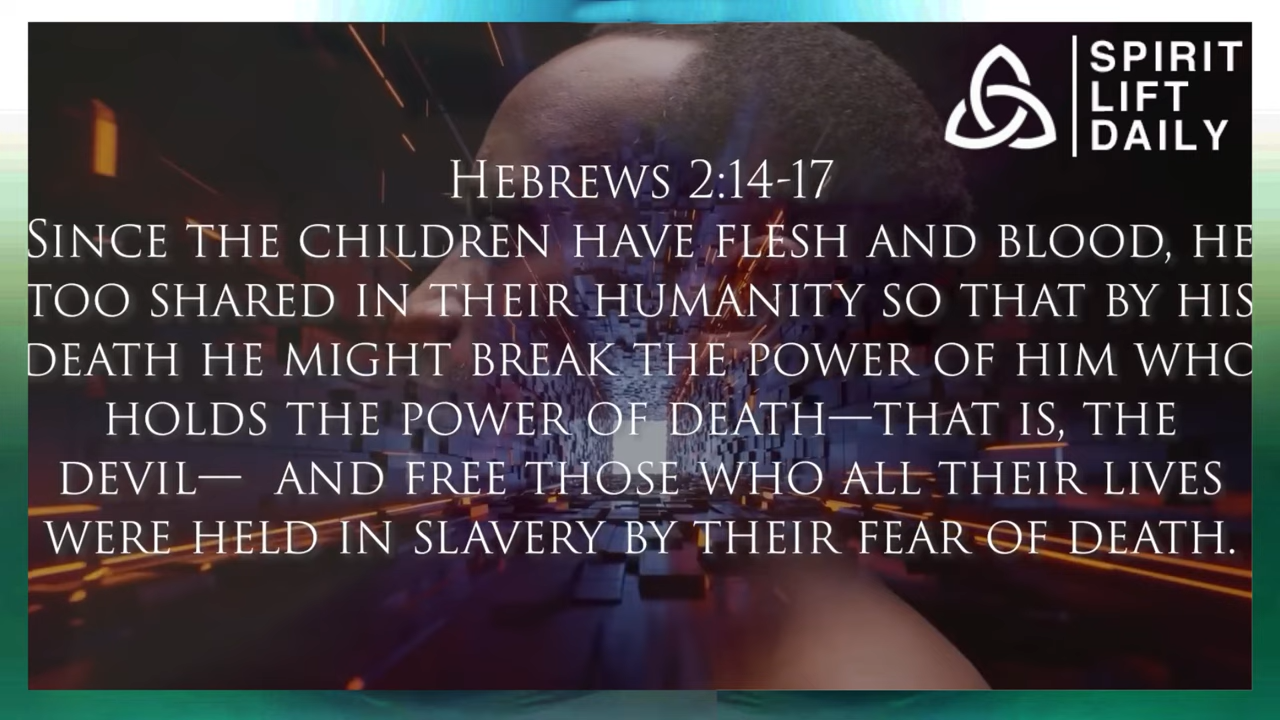 SPIRIT
LIFT
DAILY
HEBREWS 2:14-17
SINCE THE CHILDREN HAVE FLESH AND BLOOD, HE
TOO SHARED IN THEIR HUMANITY SO THAT BY HIS
DEATH HE MIGHT BREAK THE POWER OF HIM WHO
HOLDS THE POWER OF DEATH—THAT IS, THE
DEVIL— AND FREE THOSE WHO ALL THEIR LIVES
WERE HELD IN SLAVERY BY THEIR FEAR OF DEATH.